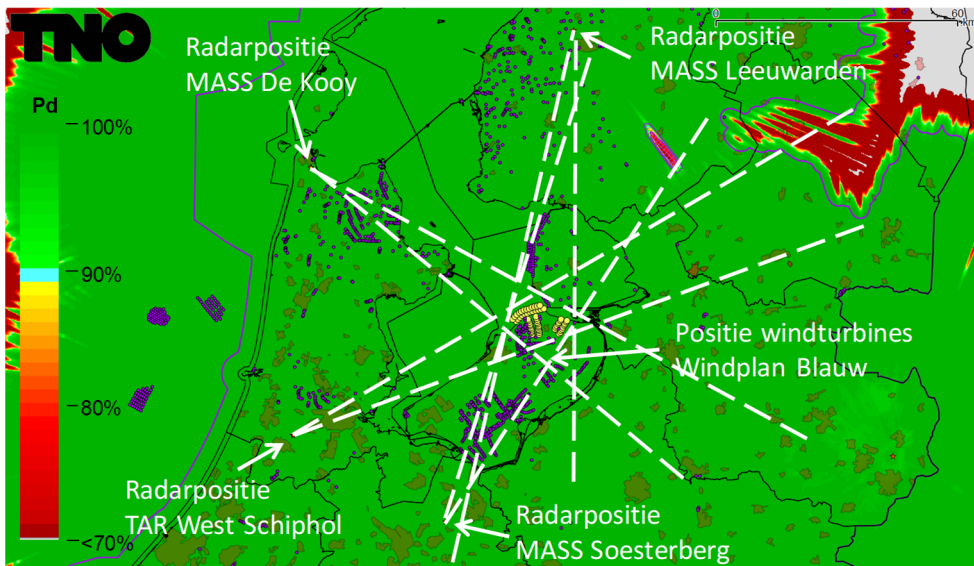 TNO
0
60
km
Radarpositie
MASS De Kooy
Radarpositie
MASS Leeuwarden
Pd
100%
90%
Positie windturbines
Windplan Blauw
80%
Radarpositie
TAR West Schiphol
Radarpositie
MASS Soesterberg
<70%